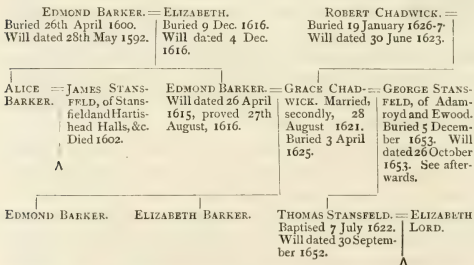 EDMOND BARKER. = ELIZABETH.
Buried 26th April 1600.
Will dated 28th May 1592.
Buried 9 Dec. 1616.
Will dated 4 Dec.
1616.
ROBERT CHADWICK. =
Buried 19 January 1626-7.
Will dated 30 June 1623.
ALICE
BARKER.
= JAMES STANS-
FELD, of Stans-
field and Hartis-
head Halls, &c.
Died 1602.
EDMOND BARKER. =
Will dated 26 April
1615, proved 27th
August, 1616.
GRACE CHAD-
WICK. Married,
secondly, 28
August 1621.
Buried 3 April
1625.
= GEORGE STANS-
FELD, of Adam-
royd and Ewood.
Buried 5 Decem-
ber 1653. Will
dated 26 October
1653. See after-
wards.
EDMOND BARKER.
ELIZABETH BARKER.
THOMAS STANSFELD. = ELIZABETH
Baptised 7 July 1622.
Will dated 30 Septem-
ber 1652.
LORD.